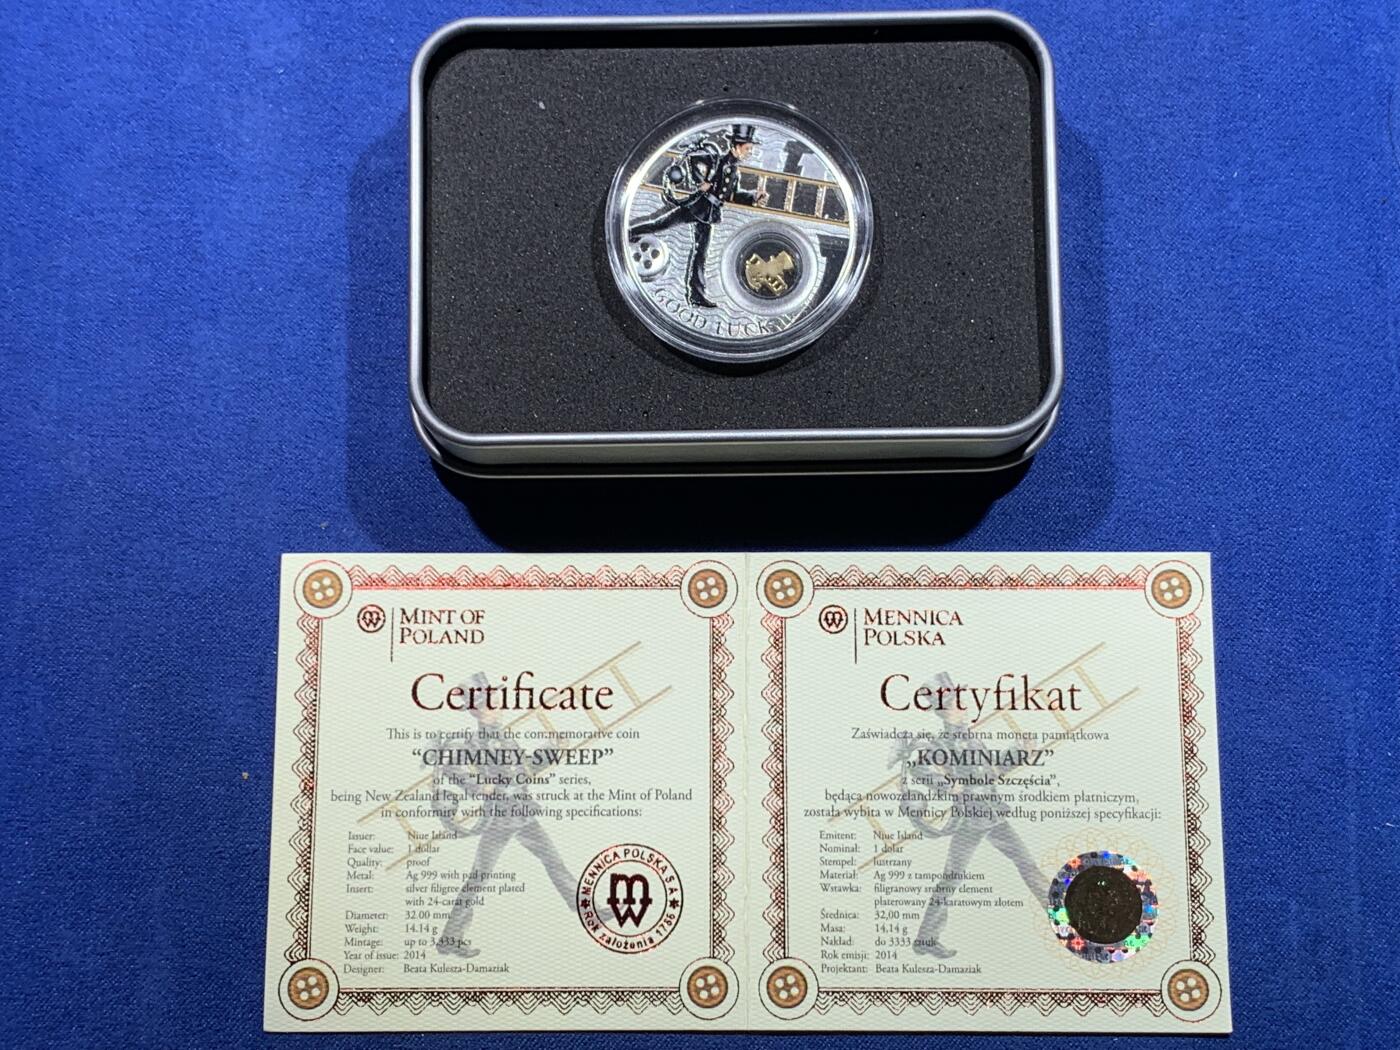 GOOD LUCK
MINT OF
POLAND
Certificate
This is to certify that the commemorative coin
“CHIMNEY-SWEEP”
of the “Lucky Coins” series,
being New Zealand legal tender, was struck at the Mint of Poland
in conformity with the following specifications:
Issuer: Niue Island
Face value: 1 dollar
Quality: proof
Metal: Ag 999 with pad printing
Insert: silver filigree element plated
with 24-carat gold
Diameter: 32.00 mm
Weight: 14.14 g
Mintage: up to 3,333 pcs
Year of issue: 2014
Designer: Beata Kulesza-Damaziak
MENNICA POLSKA S.A.
Rok założenia 1766
MENNICA
POLSKA
Certyfikat
Zaświadcza się, że srebrna moneta pamiątkowa
„KOMINIARZ”
z serii „Symbole Szczęścia”,
będąca nowozelandzkim prawnym środkiem płatniczym,
została wybita w Mennicy Polskiej według poniższej specyfikacji:
Emitent: Niue Island
Nominał: 1 dolar
Stempel: lustrzany
Materiał: Ag 999 z tampondrukiem
Wstawka: filigranowy srebrny element
platerowany 24-karatowym złotem
Średnica: 32,00 mm
Masa: 14,14 g
Nakład: do 3333 sztuk
Rok emisji: 2014
Projektant: Beata Kulesza-Damaziak